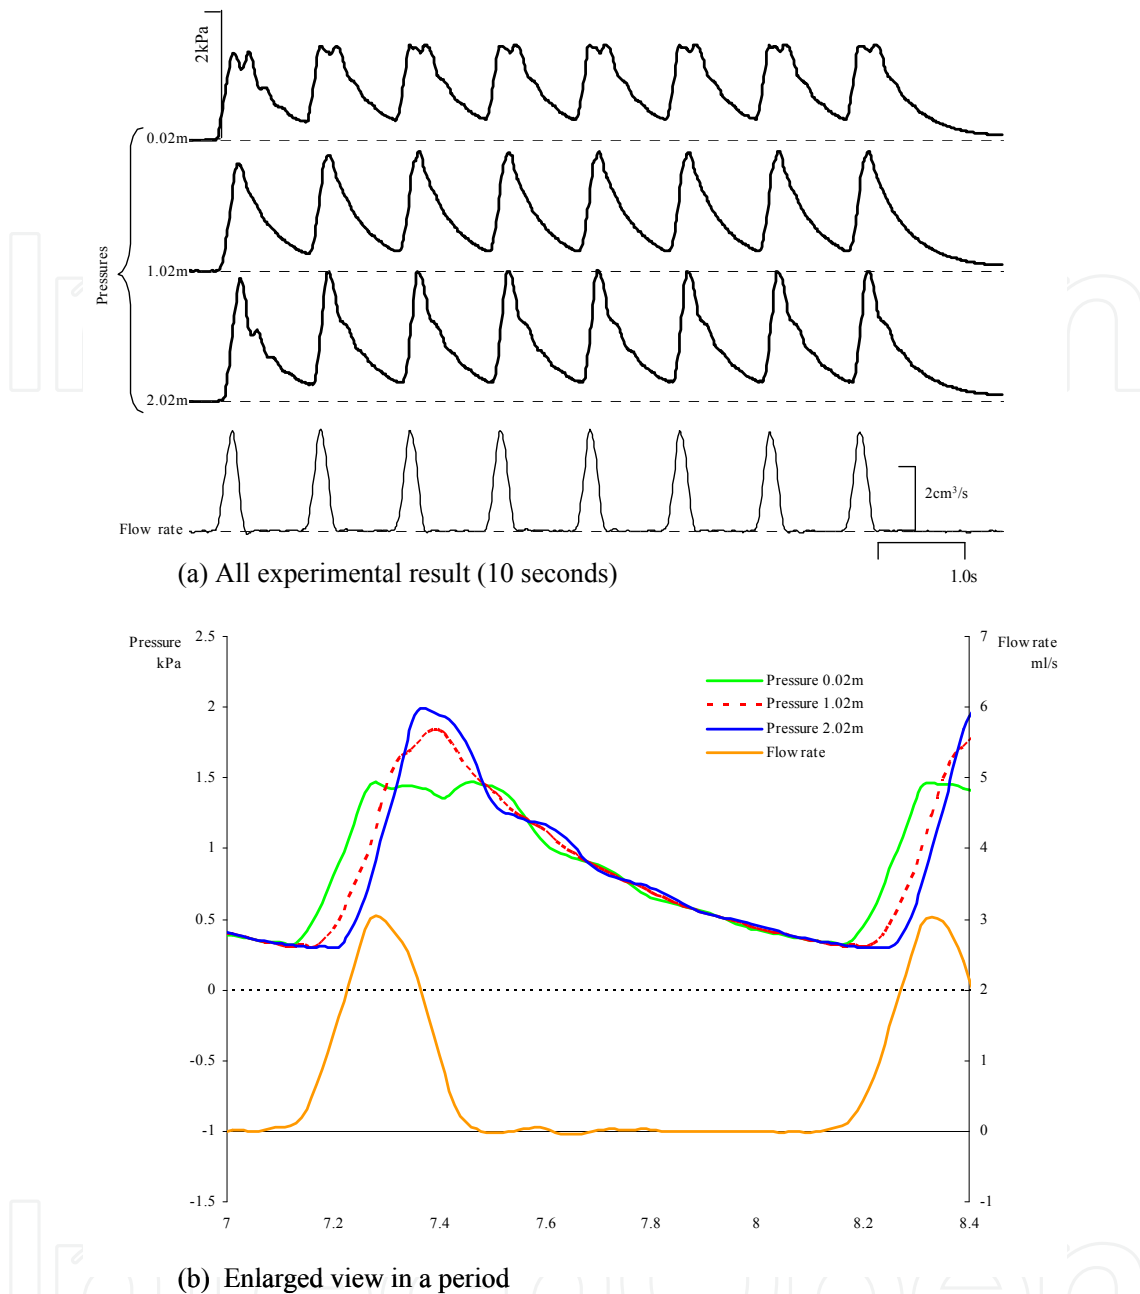 2kPa
0.02m
Pressures
1.02m
2.02m
2cm³/s
Flow rate
1.0s
(a) All experimental result (10 seconds)
Pressure
kPa
2.5
7
Flow rate
ml/s
Pressure 0.02m
Pressure 1.02m
Pressure 2.02m
Flow rate
2
6
1.5
5
1
4
0.5
3
0
2
-0.5
1
-1
0
-1.5
-1
7
7.2
7.4
7.6
7.8
8
8.2
8.4
(b) Enlarged view in a period